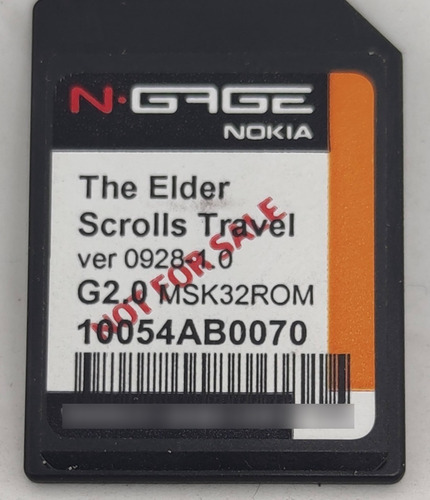 N·GAGE
NOKIA
The Elder
Scrolls Travel
ver 0928-1.0
G2.0 MSK32ROM
10054AB0070
NOT FOR SALE